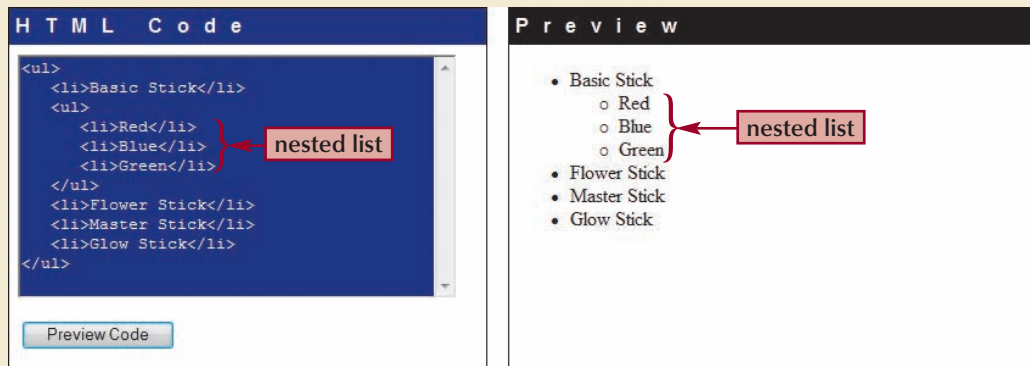 HTML Code
<ul>
<li>Basic Stick</li>
<ul>
<li>Red</li>
<li>Blue</li>
<li>Green</li>
</ul>
<li>Flower Stick</li>
<li>Master Stick</li>
<li>Glow Stick</li>
</ul>
nested list
Preview Code
Preview
• Basic Stick
o Red
o Blue
o Green
• Flower Stick
• Master Stick
• Glow Stick
nested list